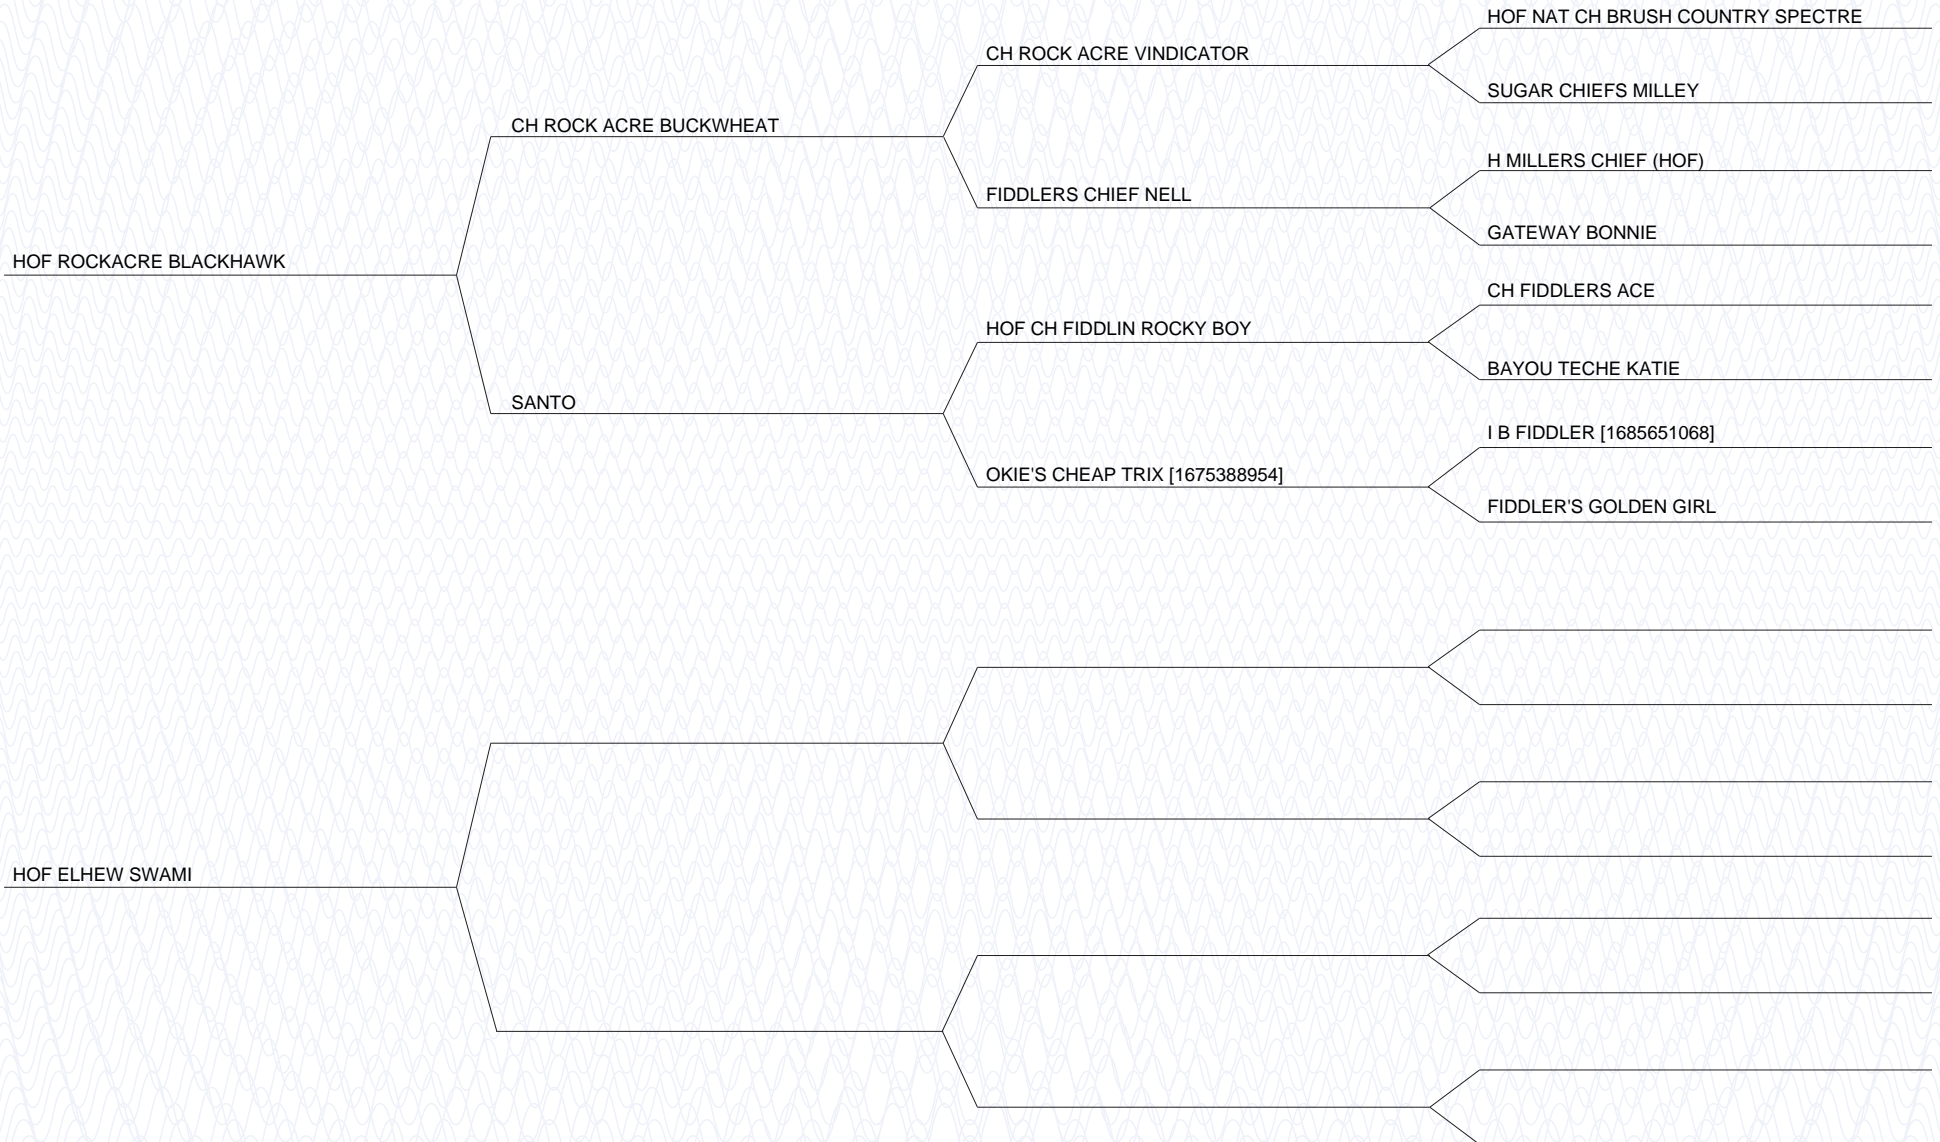 HOF NAT CH BRUSH COUNTRY SPECTRE
CH ROCK ACRE VINDICATOR
SUGAR CHIEFS MILLEY
CH ROCK ACRE BUCKWHEAT
H MILLERS CHIEF (HOF)
FIDDLERS CHIEF NELL
GATEWAY BONNIE
HOF ROCKACRE BLACKHAWK
CH FIDDLERS ACE
HOF CH FIDDLIN ROCKY BOY
BAYOU TECHE KATIE
SANTO
I B FIDDLER [1685651068]
OKIE'S CHEAP TRIX [1675388954]
FIDDLER'S GOLDEN GIRL
HOF ELHEW SWAMI